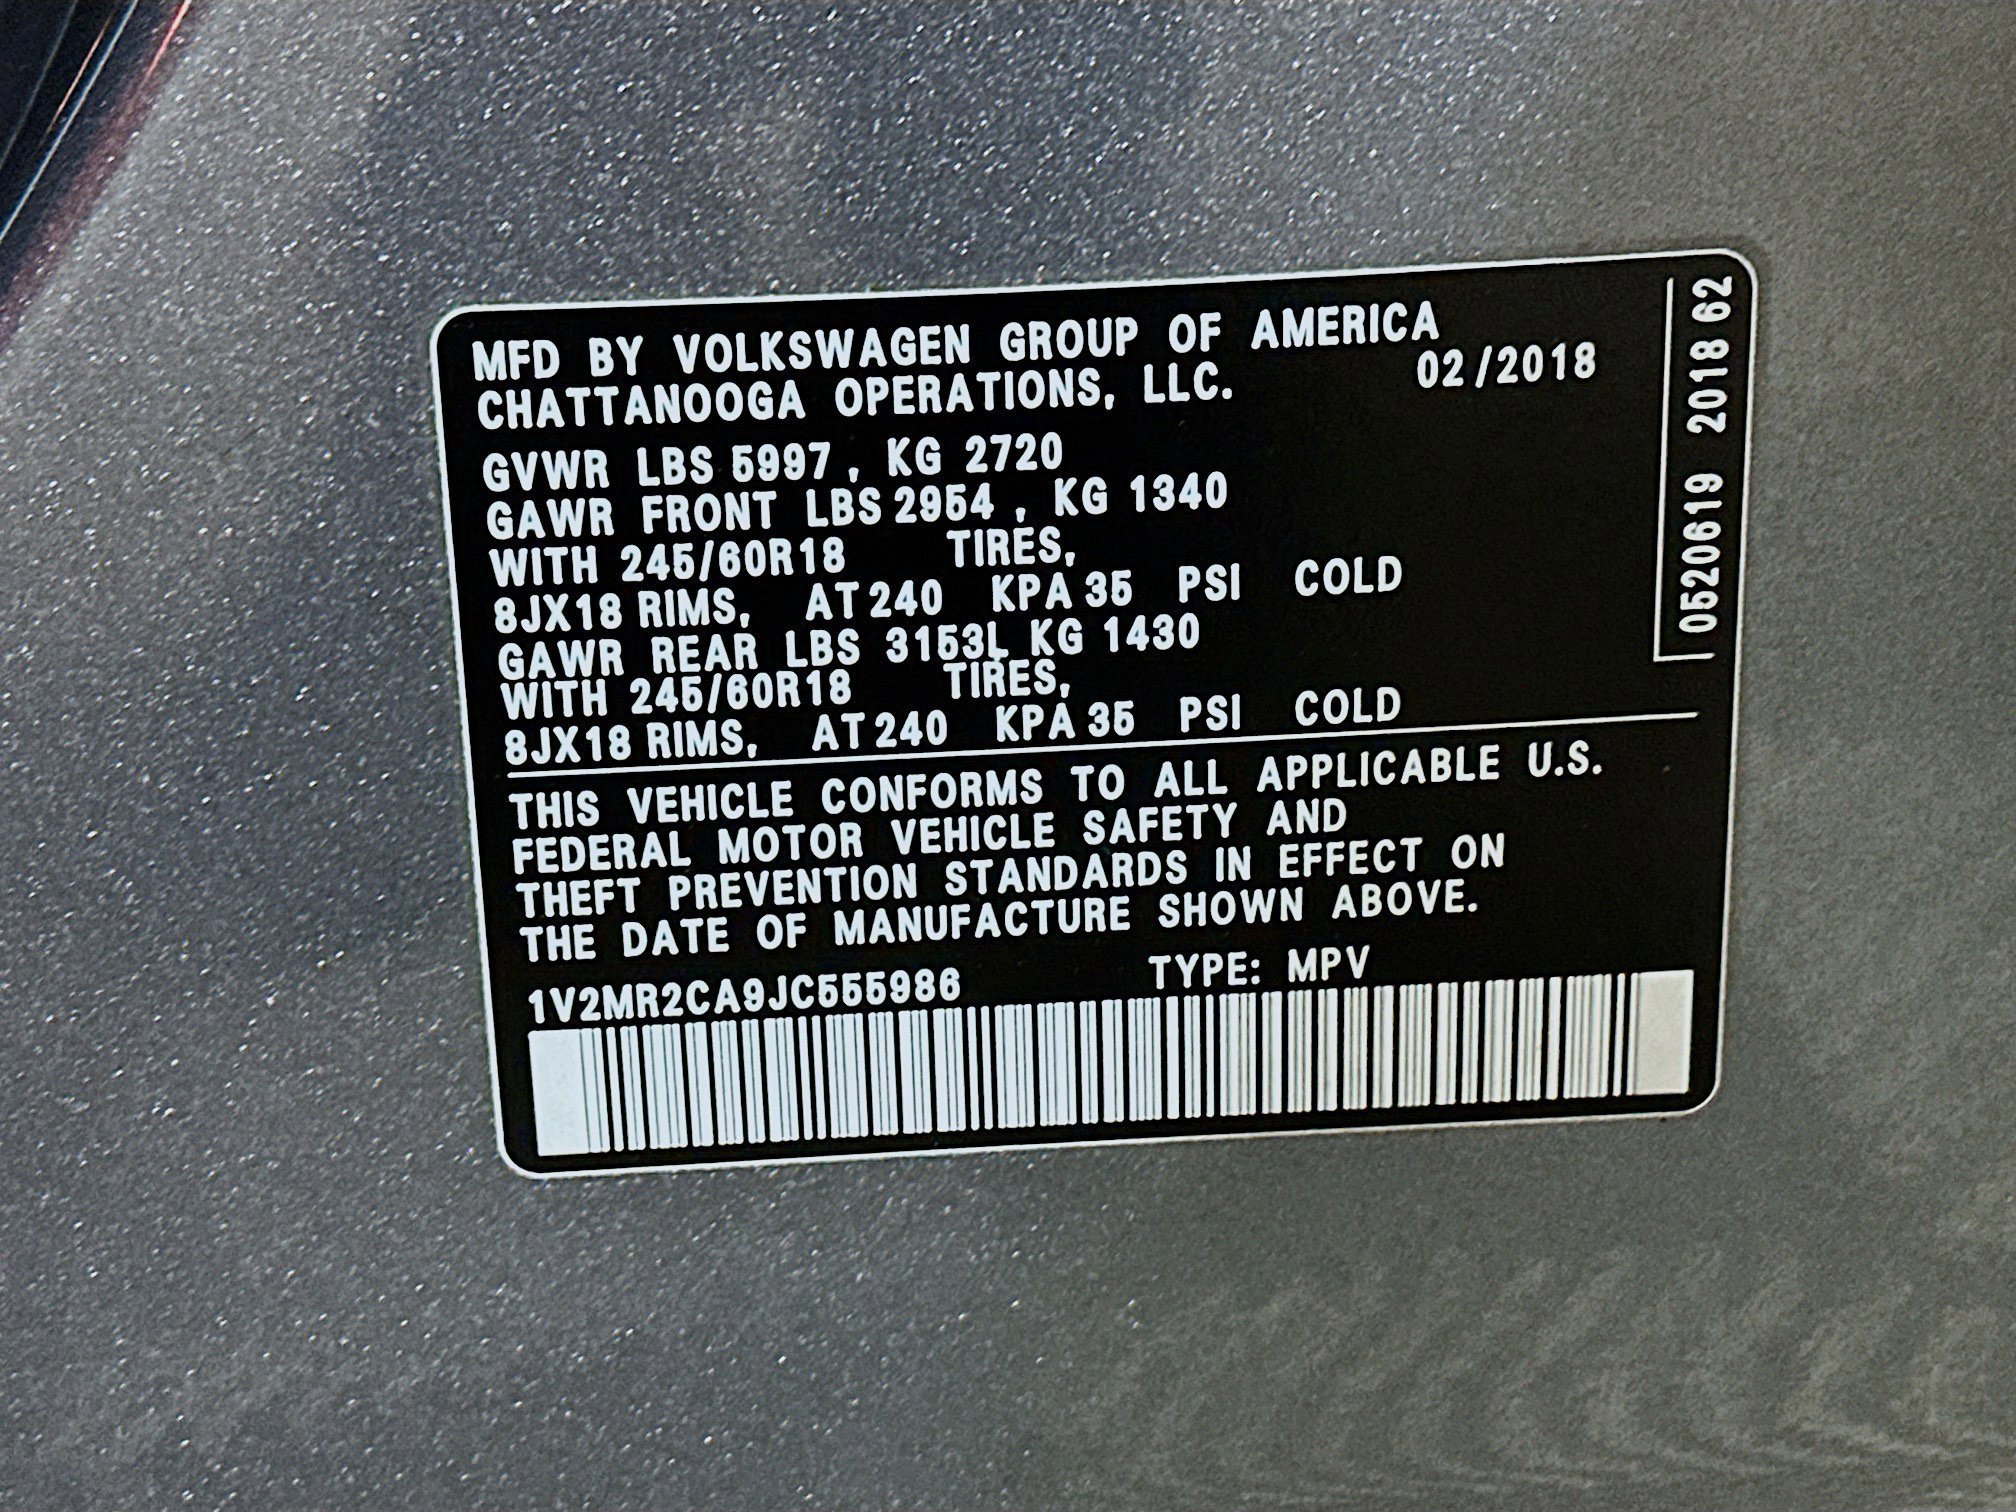 MFD BY VOLKSWAGEN GROUP OF AMERICA
CHATTANOOGA OPERATIONS, LLC. 02/2018
GVWR LBS 5997, KG 2720
GAWR FRONT LBS 2954, KG 1340
WITH 245/60R18 TIRES,
8JX18 RIMS, AT 240 KPA 35 PSI COLD
GAWR REAR LBS 3153L KG 1430
WITH 245/60R18 TIRES,
8JX18 RIMS, AT 240 KPA 35 PSI COLD
THIS VEHICLE CONFORMS TO ALL APPLICABLE U.S.
FEDERAL MOTOR VEHICLE SAFETY AND
THEFT PREVENTION STANDARDS IN EFFECT ON
THE DATE OF MANUFACTURE SHOWN ABOVE.
1V2MR2CA9JC555986 TYPE: MPV
0520619 2018 62